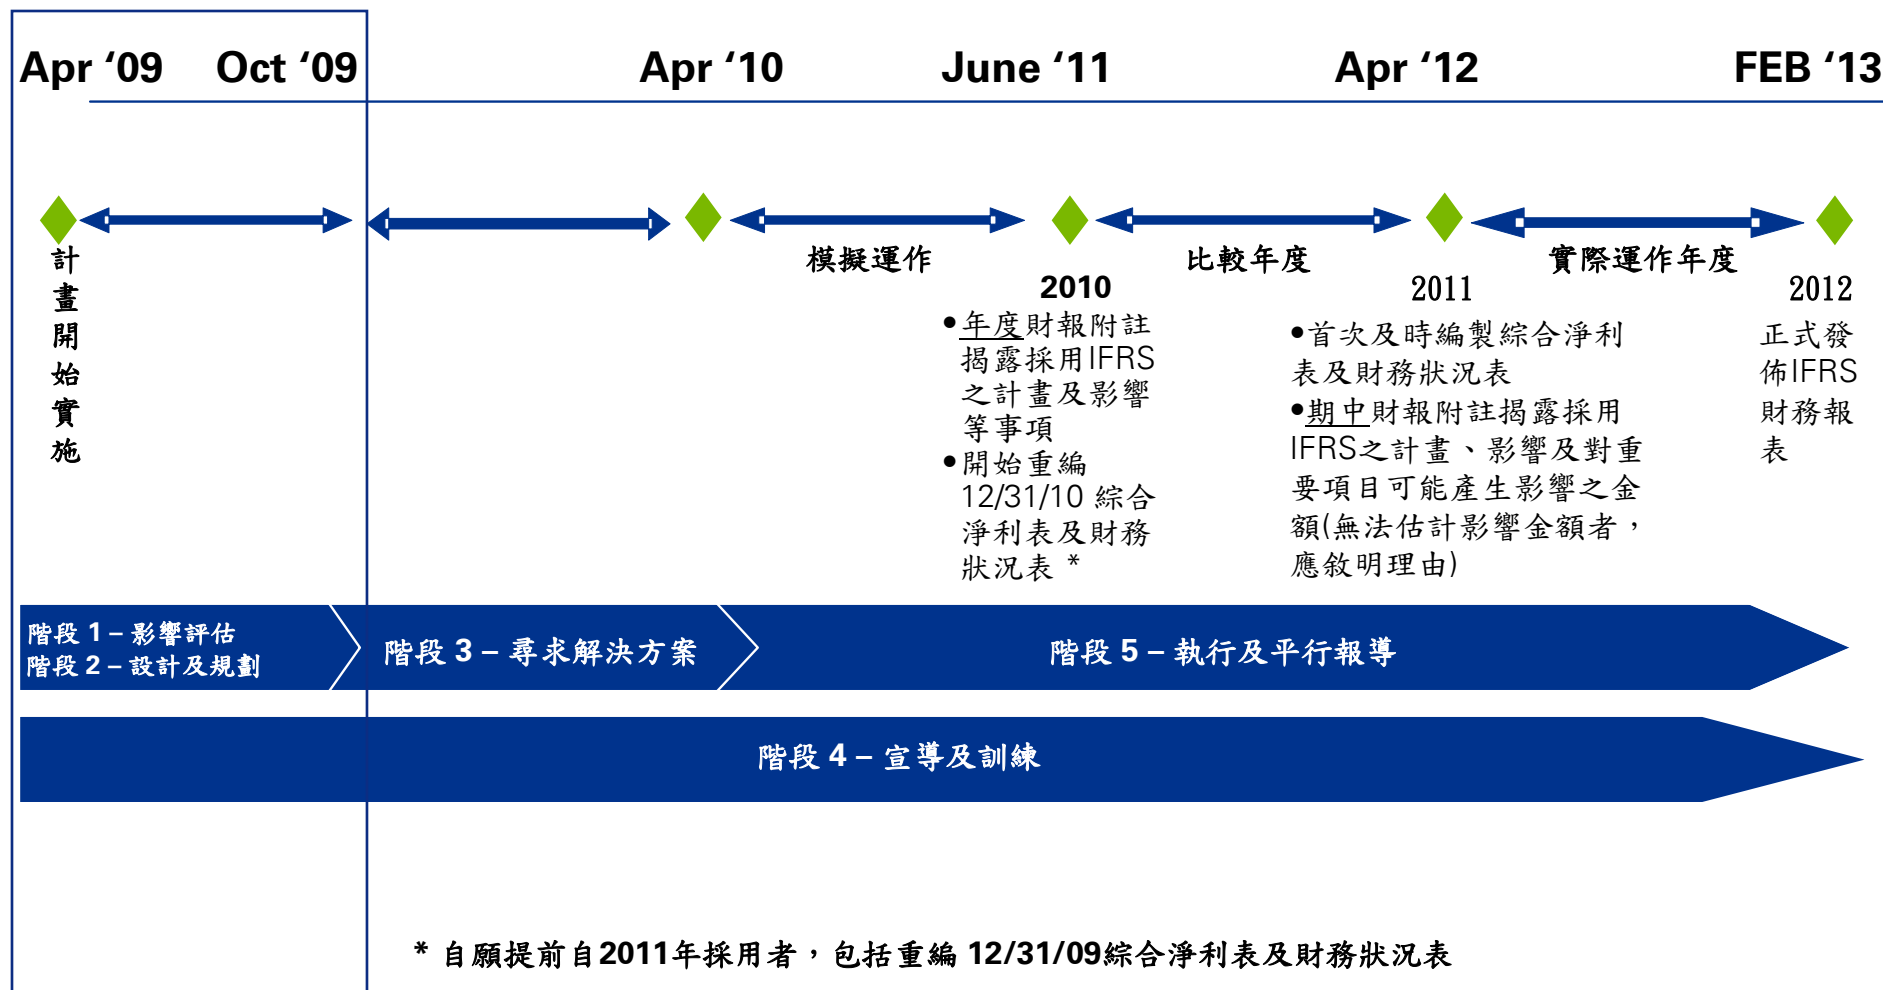 Apr ‘09 Oct ‘09 Apr ‘10 June ‘11 Apr ‘12 FEB ‘13
計
畫
開
始
實
施
模擬運作
比較年度
實際運作年度
2010
•年度財報附註
揭露採用IFRS
之計畫及影響
等事項
•開始重編
12/31/10 綜合
淨利表及財務
狀況表 *
2011
•首次及時編製綜合淨利
表及財務狀況表
•期中財報附註揭露採用
IFRS之計畫、影響及對重
要項目可能產生影響之金
額(無法估計影響金額者，
應敘明理由)
2012
正式發
佈IFRS
財務報
表
階段 1 – 影響評估
階段 2 – 設計及規劃
階段 3 – 尋求解決方案
階段 5 – 執行及平行報導
階段 4 – 宣導及訓練
* 自願提前自2011年採用者，包括重編 12/31/09綜合淨利表及財務狀況表